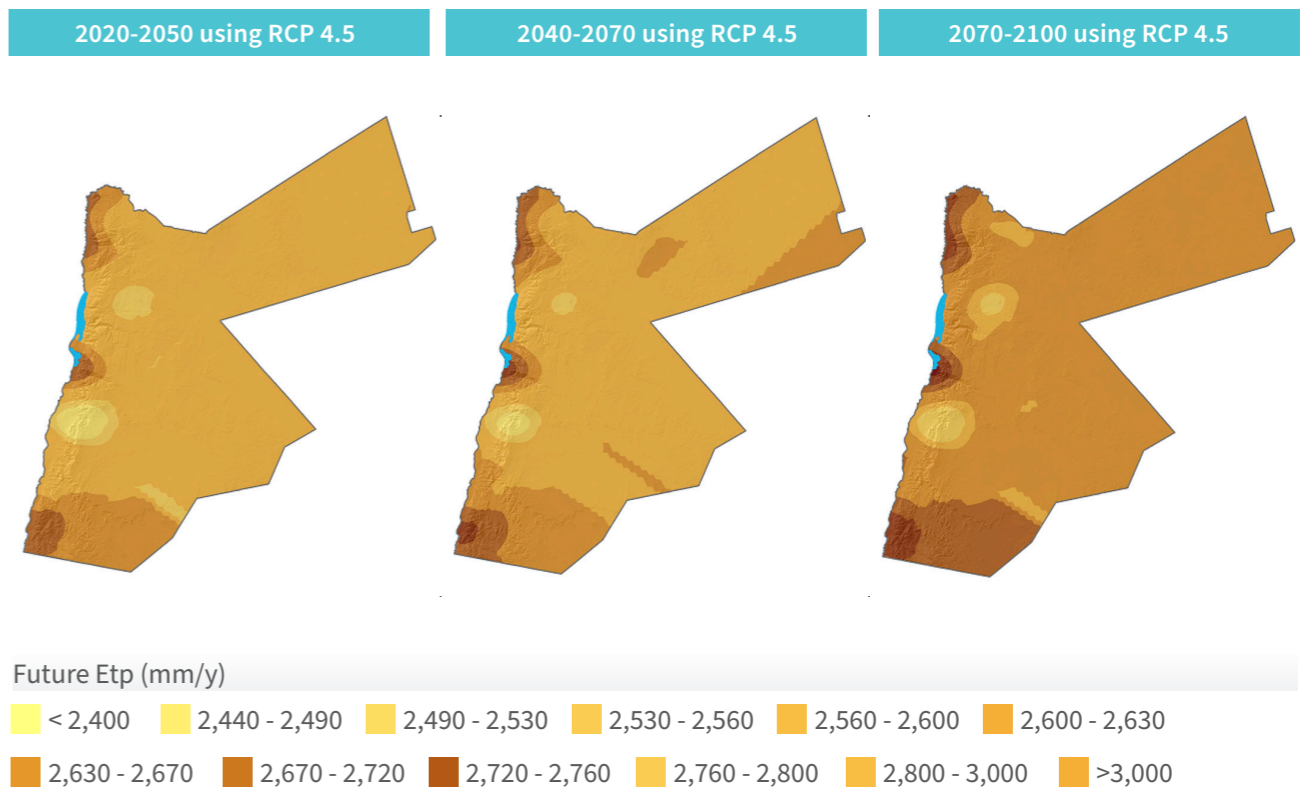 2020-2050 using RCP 4.5
2040-2070 using RCP 4.5
2070-2100 using RCP 4.5
Future Etp (mm/y)
< 2,400 2,440 - 2,490 2,490 - 2,530 2,530 - 2,560 2,560 - 2,600 2,600 - 2,630
2,630 - 2,670 2,670 - 2,720 2,720 - 2,760 2,760 - 2,800 2,800 - 3,000 >3,000